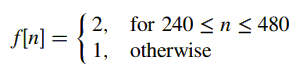 f[n] = { 2, for 240 ≤ n ≤ 480
1, otherwise